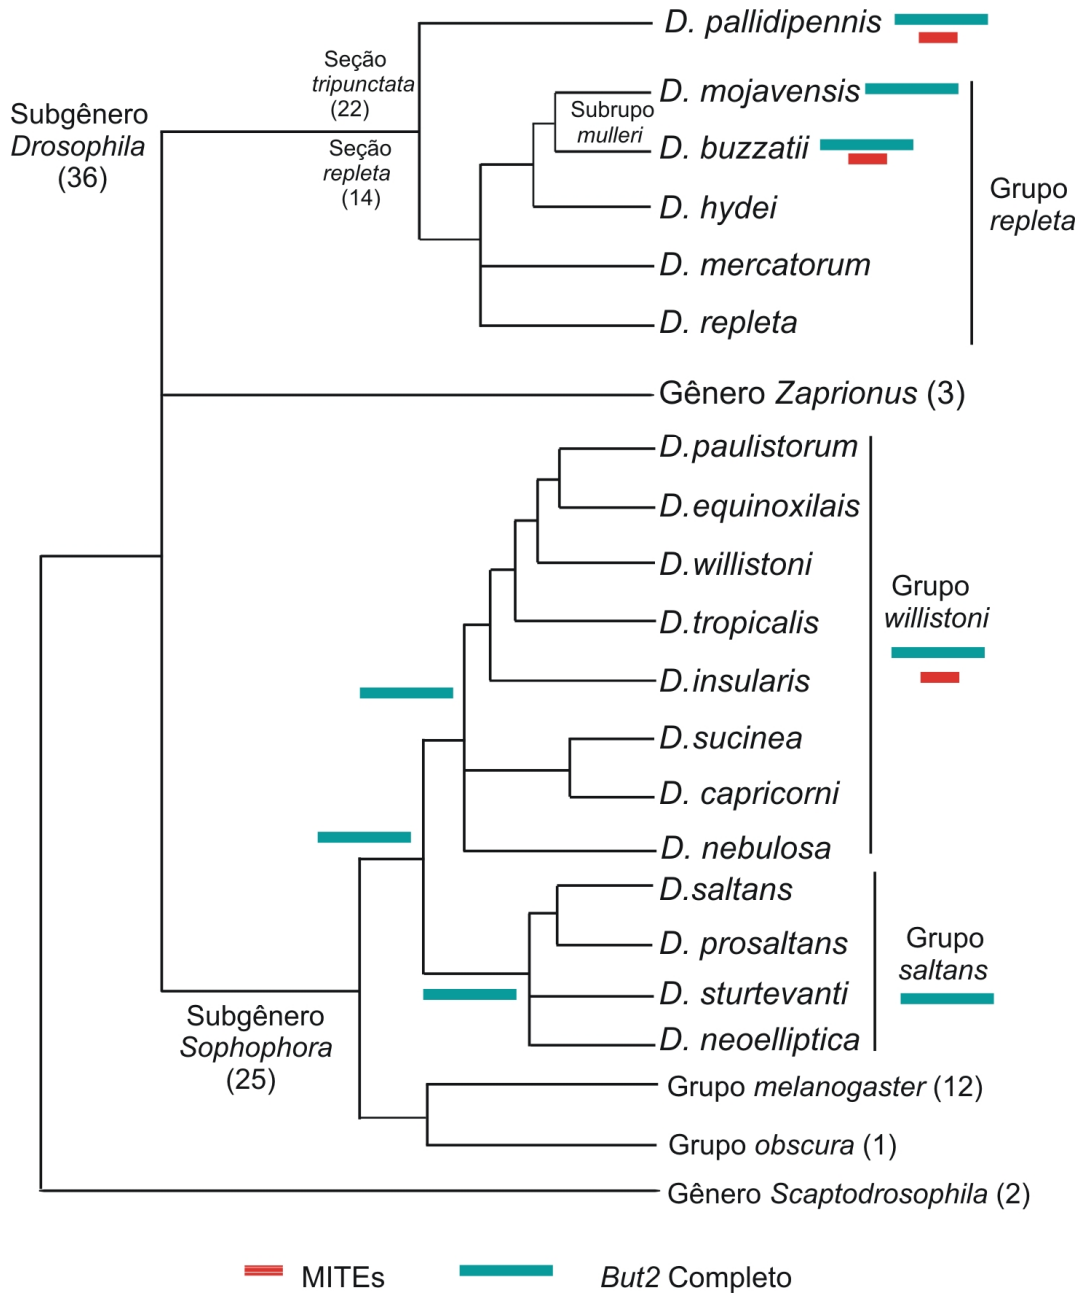 D. pallidipennis
Seção
tripunctata
(22)
Subgênero
Drosophila
(36)
Seção
repleta
(14)
D. mojavensis
Subrupo
mulleri
D. buzzatii
D. hydei
D. mercatorum
D. repleta
Grupo
repleta
Gênero Zaprionus (3)
D.paulistorum
D.equinoxilais
D.willistoni
D.tropicalis
D.insularis
D.sucinea
D. capricorni
D. nebulosa
Grupo
willistoni
D.saltans
D. prosaltans
D. sturtevanti
D. neoelliptica
Grupo
saltans
Subgênero
Sophophora
(25)
Grupo melanogaster (12)
Grupo obscura (1)
Gênero Scaptodrosophila (2)
MITEs
But2 Completo